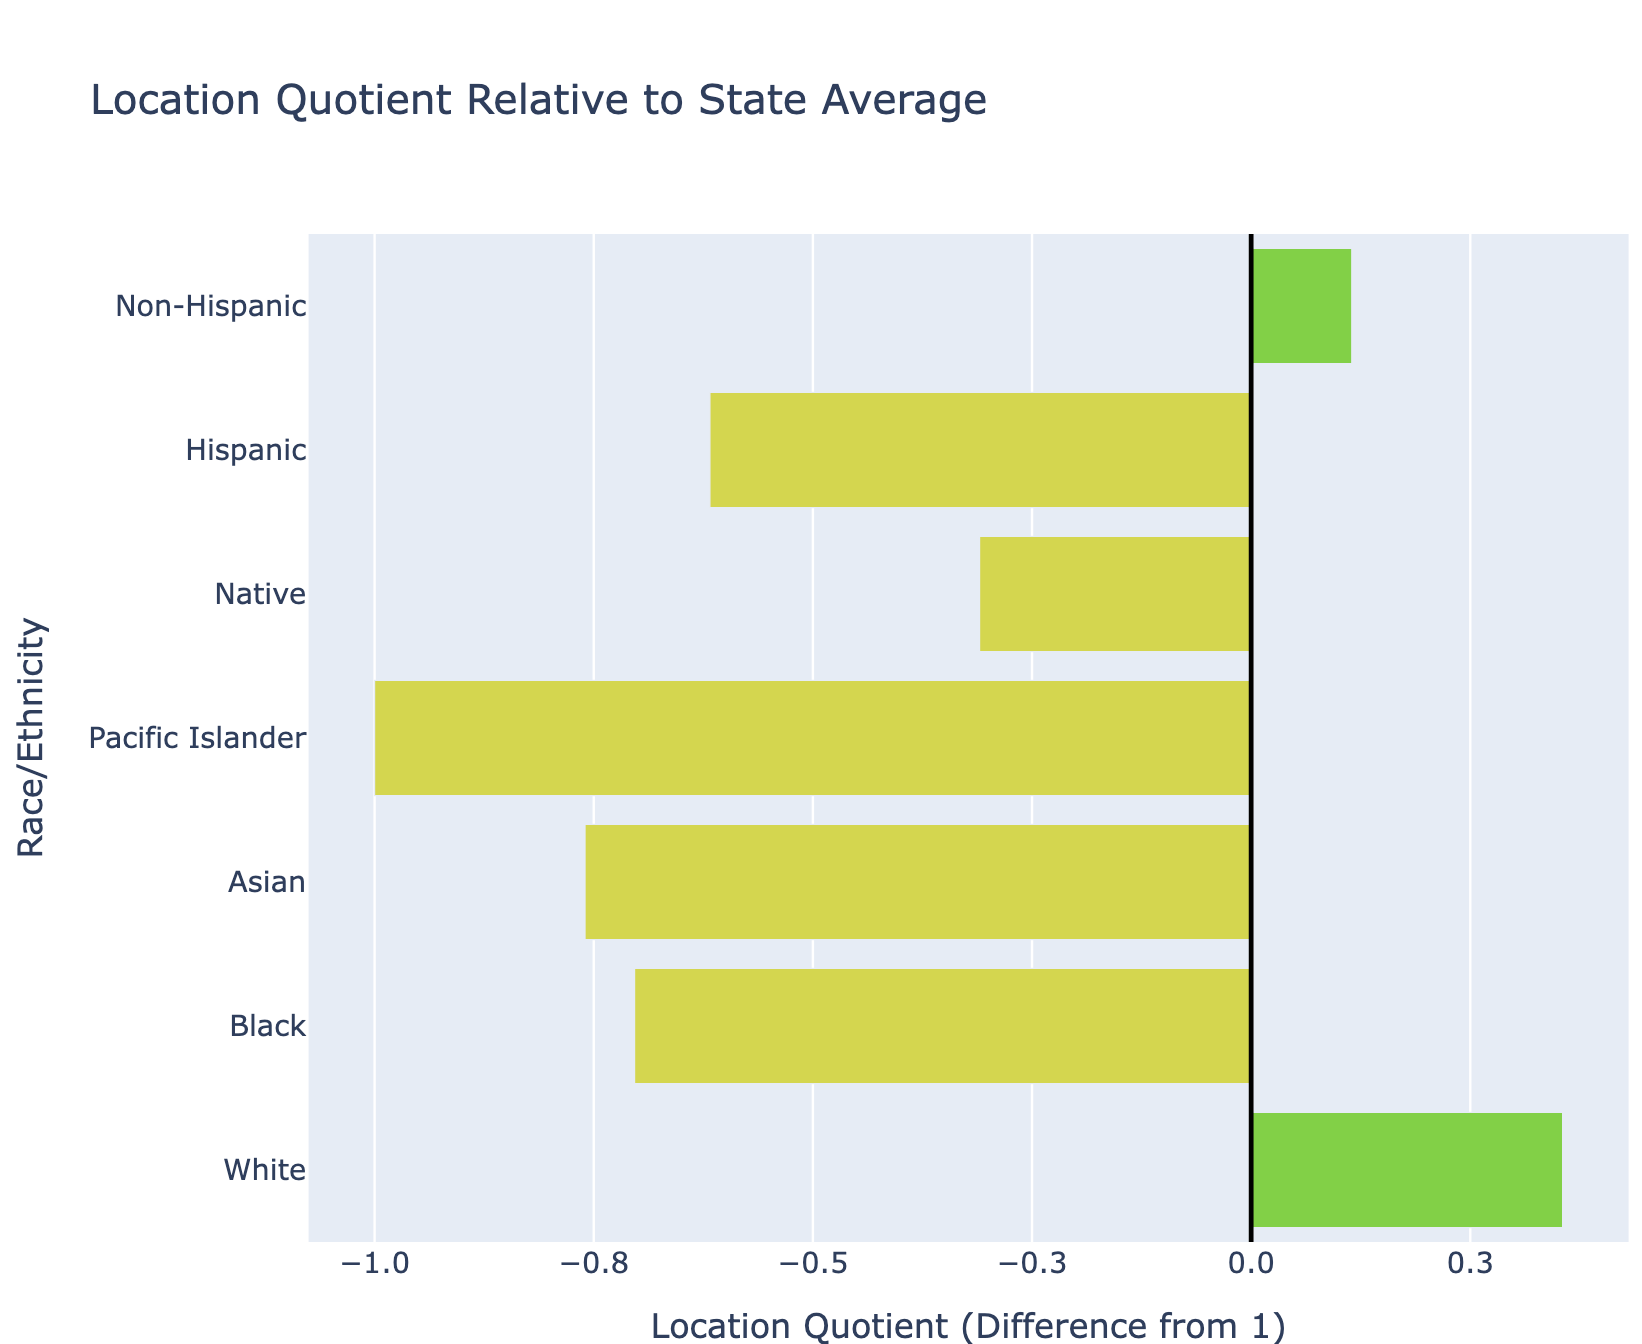 Location Quotient Relative to State Average
Race/Ethnicity
Non-Hispanic
Hispanic
Native
Pacific Islander
Asian
Black
White
−1.0 −0.8 −0.5 −0.3 0.0 0.3
Location Quotient (Difference from 1)